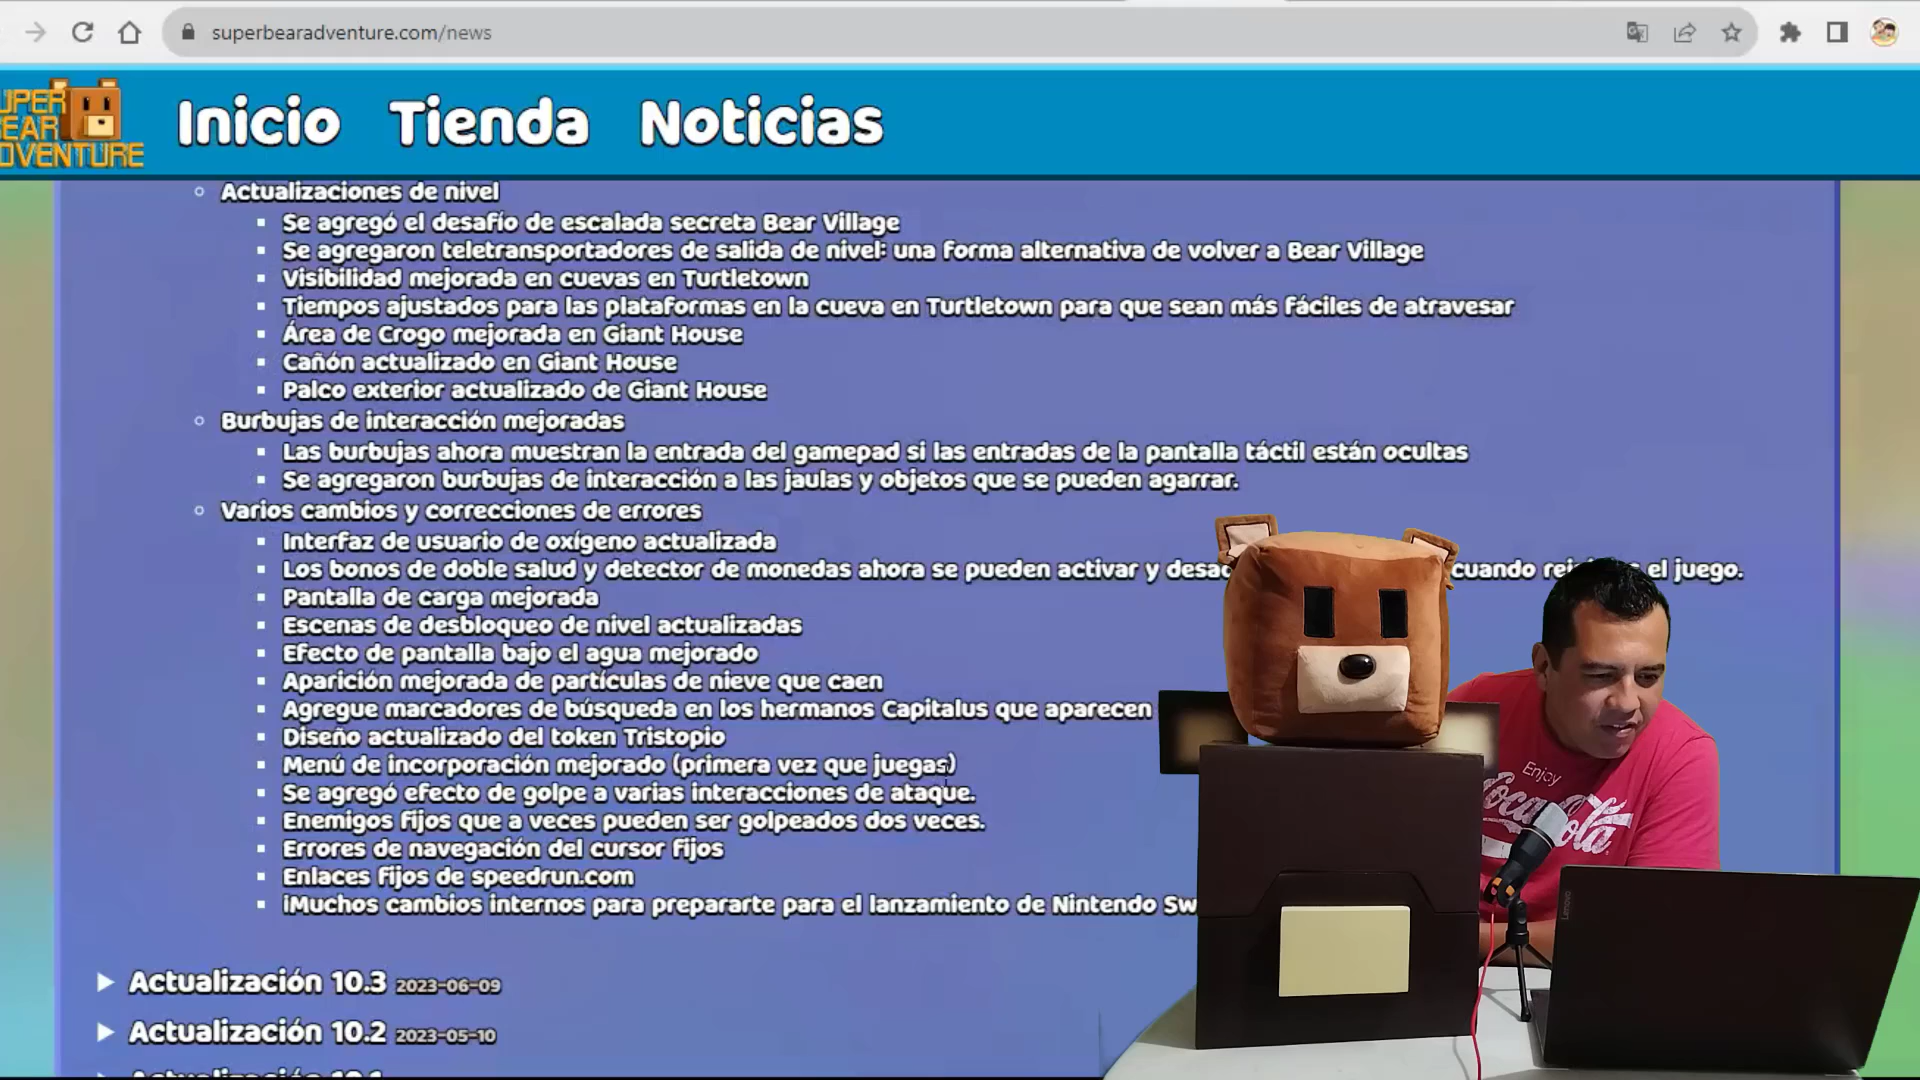 superbearadventure.com/news
UPER
EAR
DVENTURE
Inicio Tienda Noticias
Actualizaciones de nivel
Se agregó el desafío de escalada secreta Bear Village
Se agregaron teletransportadores de salida de nivel: una forma alternativa de volver a Bear Village
Visibilidad mejorada en cuevas en Turtletown
Tiempos ajustados para las plataformas en la cueva en Turtletown para que sean más fáciles de atravesar
Área de Crogo mejorada en Giant House
Cañón actualizado en Giant House
Palco exterior actualizado de Giant House
Burbujas de interacción mejoradas
Las burbujas ahora muestran la entrada del gamepad si las entradas de la pantalla táctil están ocultas
Se agregaron burbujas de interacción a las jaulas y objetos que se pueden agarrar.
Varios cambios y correcciones de errores
Interfaz de usuario de oxígeno actualizada
Los bonos de doble salud y detector de monedas ahora se pueden activar y cuando el juego.
Pantalla de carga mejorada
Escenas de desbloqueo de nivel actualizadas
Efecto de pantalla bajo el agua mejorado
Aparición mejorada de partículas de nieve que caen
Agregue marcadores de búsqueda en los hermanos Capitalus que aparecen
Diseño actualizado del token Tristopio
Menú de incorporación mejorado (primera vez que juegas)
Se agregó efecto de golpe a varias interacciones de ataque.
Enemigos fijos que a veces pueden ser golpeados dos veces.
Errores de navegación del cursor fijos
Enlaces fijos de speedrun.com
¡Muchos cambios internos para prepararte para el lanzamiento de Nintendo Sw
Actualización 10.3 2023-06-09
Actualización 10.2 2023-05-10
Enjoy
Coca-Cola
Lenovo